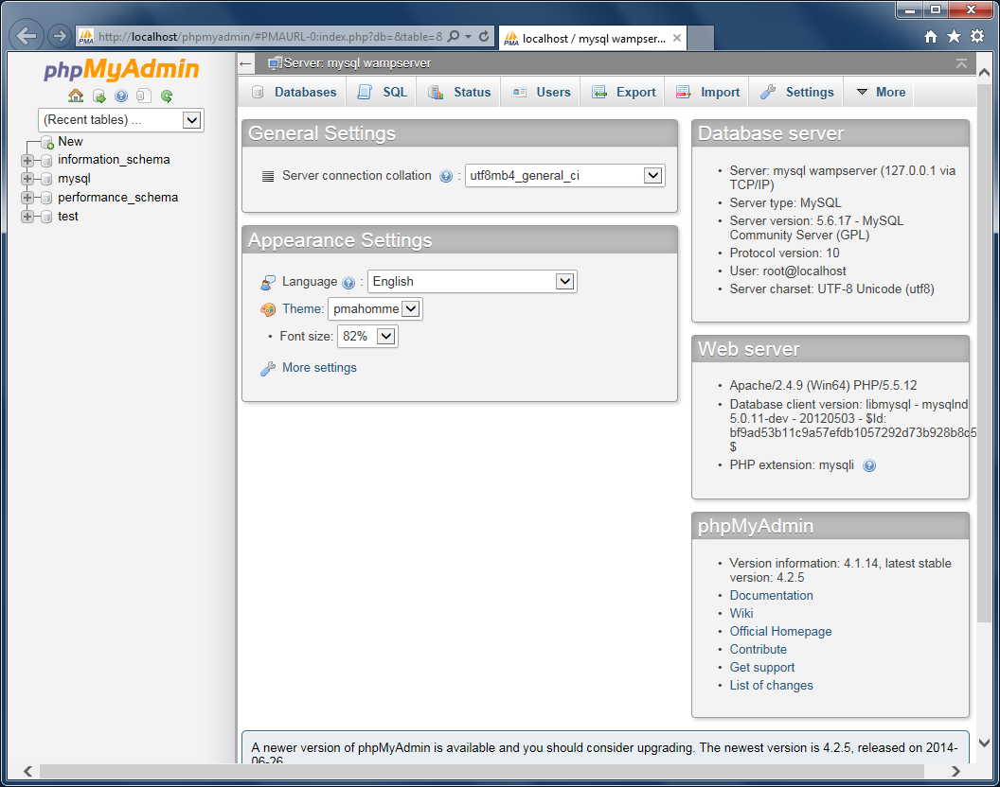 http://localhost/phpmyadmin/#PMAURL-0:index.php?db=&table=&
PMA localhost / mysql wampser...
phpMyAdmin
(Recent tables) ...
New
information_schema
mysql
performance_schema
test
Server: mysql wampserver
Databases SQL Status Users Export Import Settings More
General Settings
Server connection collation : utf8mb4_general_ci
Appearance Settings
Language : English
Theme: pmahomme
Font size: 82%
More settings
Database server
Server: mysql wampserver (127.0.0.1 via
TCP/IP)
Server type: MySQL
Server version: 5.6.17 - MySQL
Community Server (GPL)
Protocol version: 10
User: root@localhost
Server charset: UTF-8 Unicode (utf8)
Web server
Apache/2.4.9 (Win64) PHP/5.5.12
Database client version: libmysql - mysqlnd
5.0.11-dev - 20120503 - $Id:
bf9ad53b11c9a57efdb1057292d73b928b8c5
$
PHP extension: mysqli
phpMyAdmin
Version information: 4.1.14, latest stable
version: 4.2.5
Documentation
Wiki
Official Homepage
Contribute
Get support
List of changes
A newer version of phpMyAdmin is available and you should consider upgrading. The newest version is 4.2.5, released on 2014-
06-26